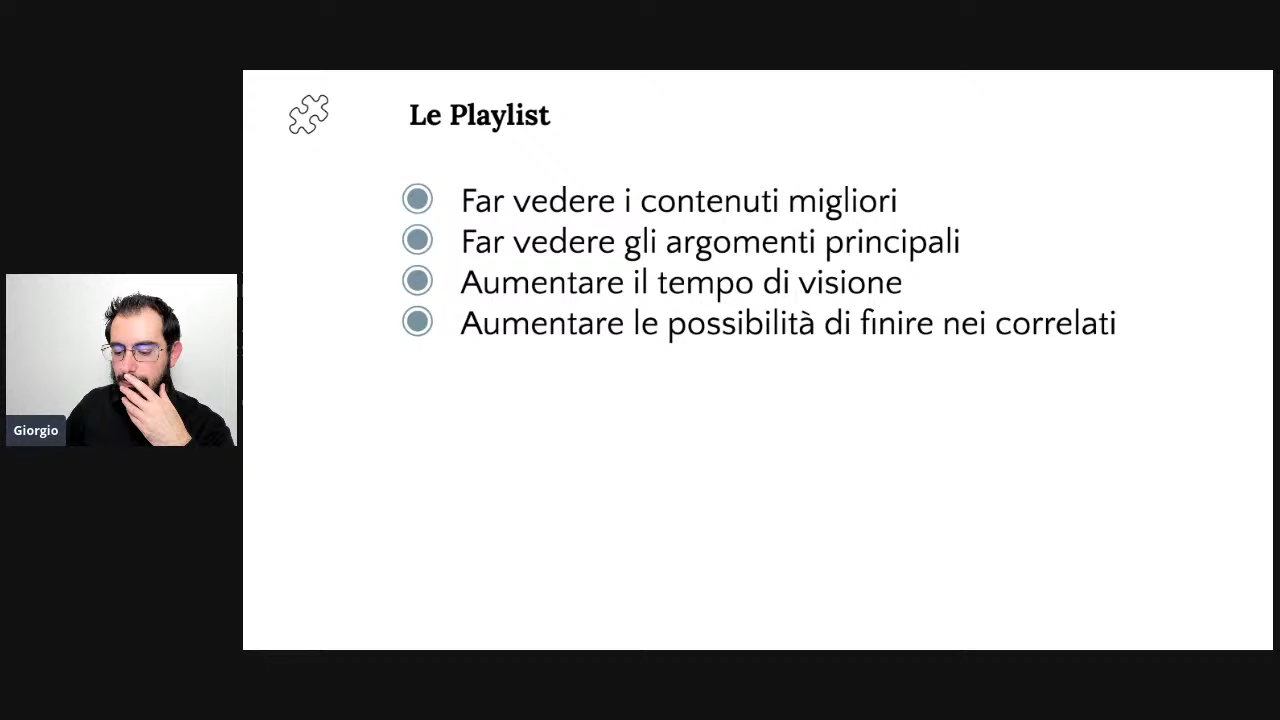 Le Playlist
Far vedere i contenuti migliori
Far vedere gli argomenti principali
Aumentare il tempo di visione
Aumentare le possibilità di finire nei correlati
Giorgio